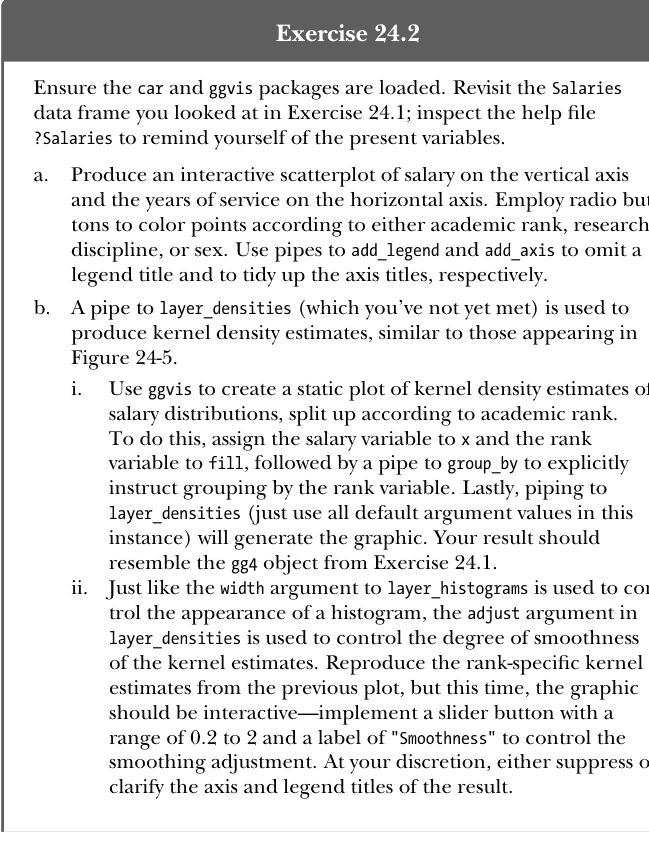 Exercise 24.2
Ensure the car and ggvis packages are loaded. Revisit the Salaries
data frame you looked at in Exercise 24.1; inspect the help file
?Salaries to remind yourself of the present variables.
a. Produce an interactive scatterplot of salary on the vertical axis
and the years of service on the horizontal axis. Employ radio but
tons to color points according to either academic rank, research
discipline, or sex. Use pipes to add_legend and add_axis to omit a
legend title and to tidy up the axis titles, respectively.
b. A pipe to layer_densities (which you've not yet met) is used to
produce kernel density estimates, similar to those appearing in
Figure 24-5.
i. Use ggvis to create a static plot of kernel density estimates of
salary distributions, split up according to academic rank.
To do this, assign the salary variable to x and the rank
variable to fill, followed by a pipe to group_by to explicitly
instruct grouping by the rank variable. Lastly, piping to
layer_densities (just use all default argument values in this
instance) will generate the graphic. Your result should
resemble the gg4 object from Exercise 24.1.
ii. Just like the width argument to layer_histograms is used to con
trol the appearance of a histogram, the adjust argument in
layer_densities is used to control the degree of smoothness
of the kernel estimates. Reproduce the rank-specific kernel
estimates from the previous plot, but this time, the graphic
should be interactive—implement a slider button with a
range of 0.2 to 2 and a label of "Smoothness" to control the
smoothing adjustment. At your discretion, either suppress o
clarify the axis and legend titles of the result.